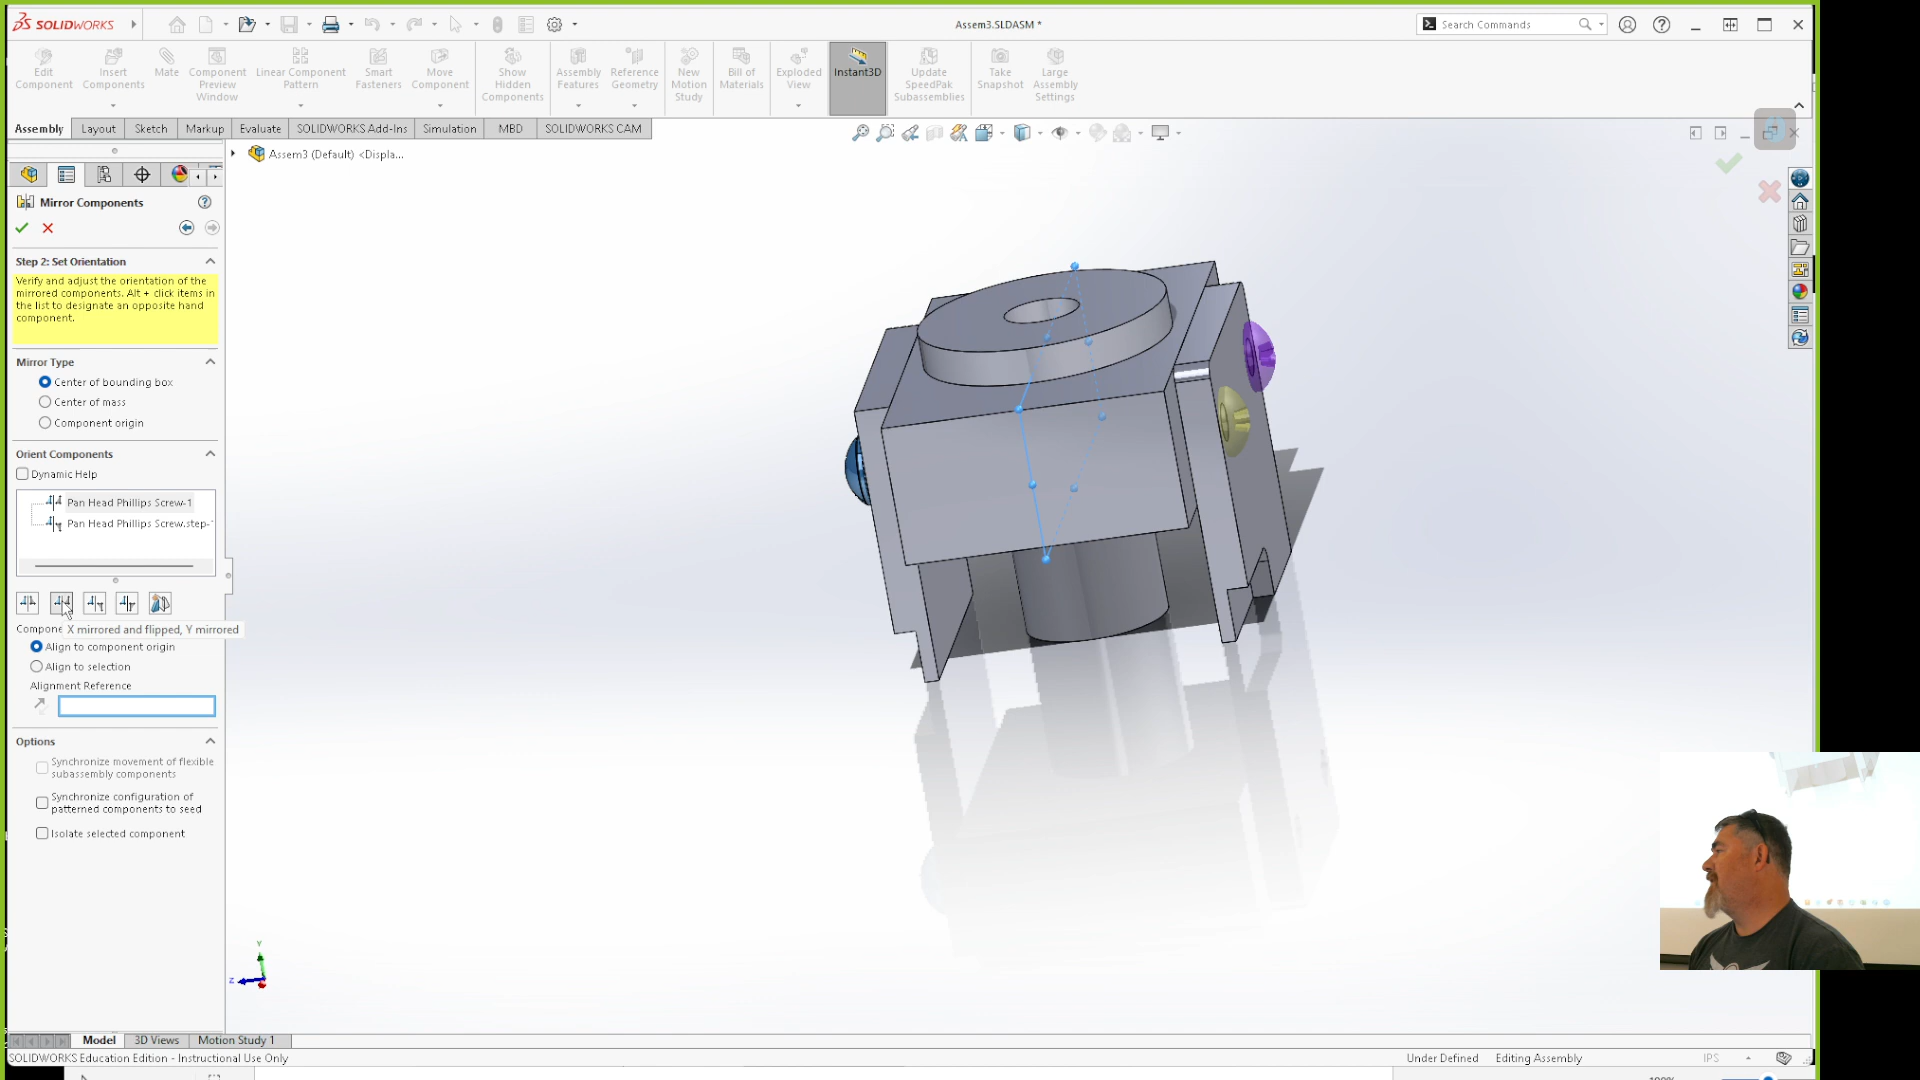 SOLIDWORKS
Assem3.SLDASM *
Search Commands
Edit Component
Insert Components
Mate
Component Preview Window
Linear Component Pattern
Smart Fasteners
Move Component
Show Hidden Components
Assembly Features
Reference Geometry
New Motion Study
Bill of Materials
Exploded View
Instant3D
Update SpeedPak Subassemblies
Take Snapshot
Large Assembly Settings
Assembly
Layout
Sketch
Markup
Evaluate
SOLIDWORKS Add-Ins
Simulation
MBD
SOLIDWORKS CAM
Assem3 (Default) <Displa...
Mirror Components
Step 2: Set Orientation
Verify and adjust the orientation of the
mirrored components. Alt + click items in
the list to designate an opposite hand
component.
Mirror Type
Center of bounding box
Center of mass
Component origin
Orient Components
Dynamic Help
Pan Head Phillips Screw-1
Pan Head Phillips Screw.step-
Compone
X mirrored and flipped, Y mirrored
Align to component origin
Align to selection
Alignment Reference
Options
Synchronize movement of flexible
subassembly components
Synchronize configuration of
patterned components to seed
Isolate selected component
Y
Z
Model
3D Views
Motion Study 1
SOLIDWORKS Education Edition - Instructional Use Only
Under Defined
Editing Assembly
IPS